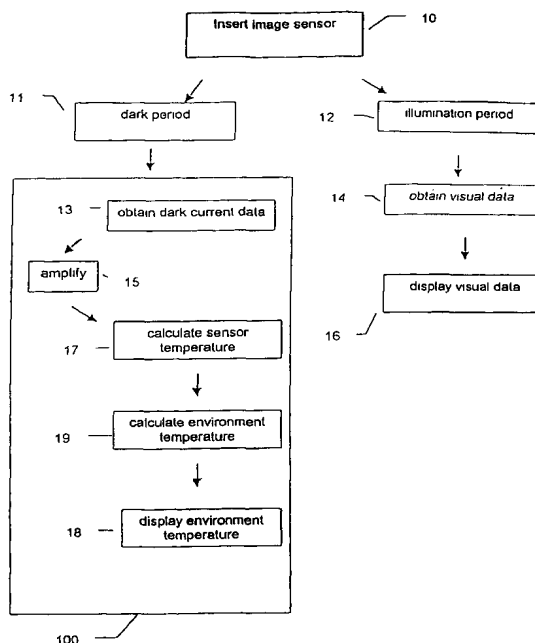 Insert image sensor
10
11
dark period
12
illumination period
13
obtain dark current data
14
obtain visual data
amplify
15
display visual data
16
calculate sensor
temperature
17
calculate environment
temperature
19
display environment
temperature
18
100